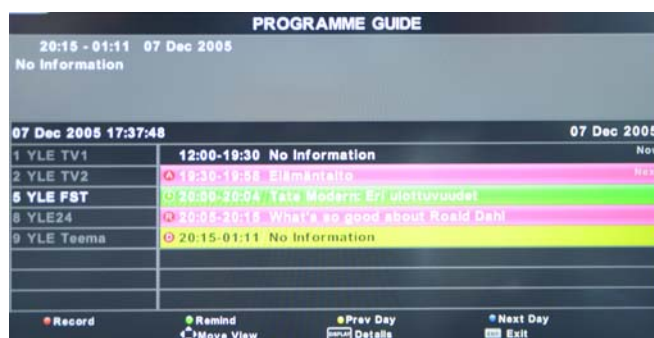 PROGRAMME GUIDE
20:15 - 01:11 07 Dec 2005
No Information
07 Dec 2005 17:37:48 07 Dec 2005
1 YLE TV1 12:00-19:30 No Information Now
2 YLE TV2 A 19:30-19:58 Elämäntaito Next
5 YLE FST 20:00-20:04 Tate Modern: Eri ulottuvuudet
8 YLE24 R 20:05-20:15 What's so good about Roald Dahl
9 YLE Teema D 20:15-01:11 No Information
Record Remind Prev Day Next Day
Move View DISPLAY Details Exit